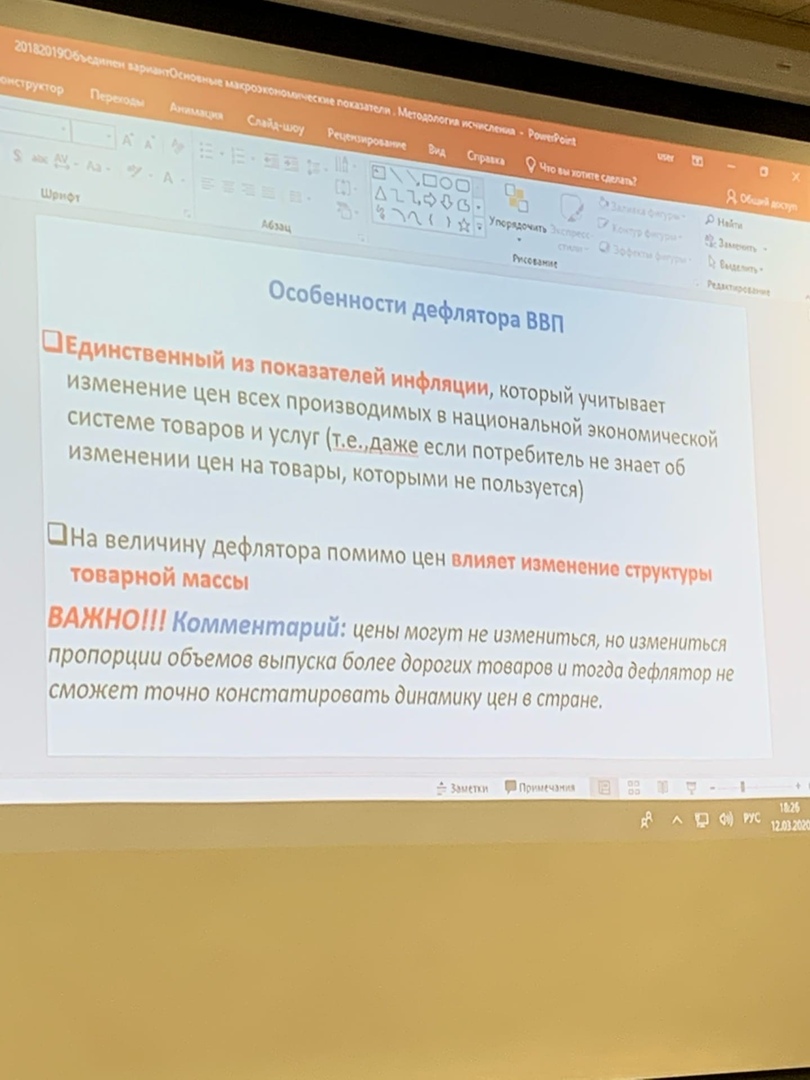 20182019Объединен вариантОсновные макроэкономические показатели . Методология исчисления - PowerPoint
user
онструктор Переходы Анимация Слайд-шоу Рецензирование Вид Справка Что вы хотите сделать? Общий доступ
Шрифт
Абзац
Упорядочить Экспресс-
стили
Рисование
Заливка фигуры
Контур фигуры
Эффекты фигуры
Найти
Заменить
Выделить
Редактирование
Особенности дефлятора ВВП
Единственный из показателей инфляции, который учитывает
изменение цен всех производимых в национальной экономической
системе товаров и услуг (т.е.,даже если потребитель не знает об
изменении цен на товары, которыми не пользуется)
На величину дефлятора помимо цен влияет изменение структуры
товарной массы
ВАЖНО!!! Комментарий: цены могут не измениться, но измениться
пропорции объемов выпуска более дорогих товаров и тогда дефлятор не
сможет точно констатировать динамику цен в стране.
Заметки Примечания
РУС
18:26
12.03.2020